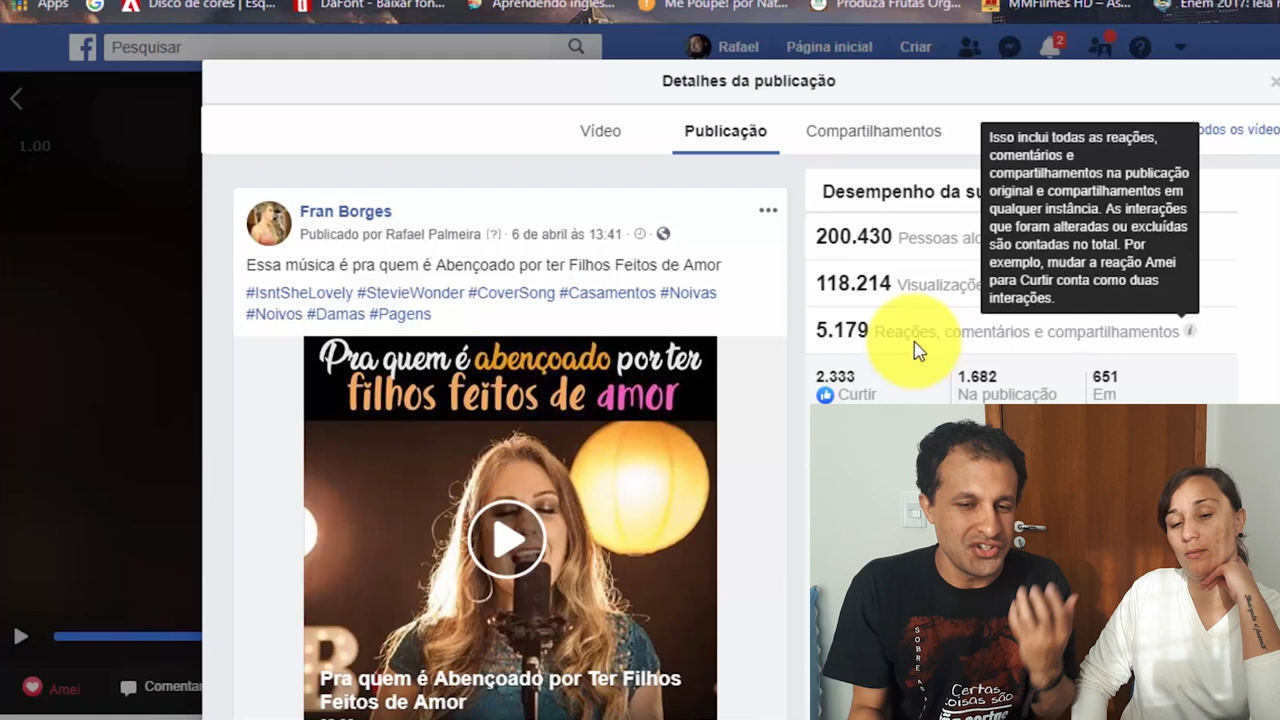 Apps
Disco de cores | Esq...
DaFont - Baixar fon...
Aprendendo inglês...
Me Poupe! por Nat...
Produza Frutas Org...
MMFilmes HD – As...
Enem 2017: leia
Pesquisar
Rafael
Página inicial
Criar
2
Detalhes da publicação
1.00
Vídeo
Publicação
Compartilhamentos
odos os vídeo
Isso inclui todas as reações,
comentários e
compartilhamentos na publicação
original e compartilhamentos em
qualquer instância. As interações
que foram alteradas ou excluídas
são contadas no total. Por
exemplo, mudar a reação Amei
para Curtir conta como duas
interações.
Fran Borges
Publicado por Rafael Palmeira [?] · 6 de abril às 13:41 ·
Essa música é pra quem é Abençoado por ter Filhos Feitos de Amor
#IsntSheLovely #StevieWonder #CoverSong #Casamentos #Noivas
#Noivos #Damas #Pagens
Pra quem é abençoado por ter
filhos feitos de amor
Pra quem é Abençoado por Ter Filhos
Feitos de Amor
Desempenho da su
200.430 Pessoas alc
118.214 Visualizaçõe
5.179 Reações, comentários e compartilhamentos
2.333
Curtir
1.682
Na publicação
651
Em
Amei
Comentar
SOBRE AS
Certas
coisas são